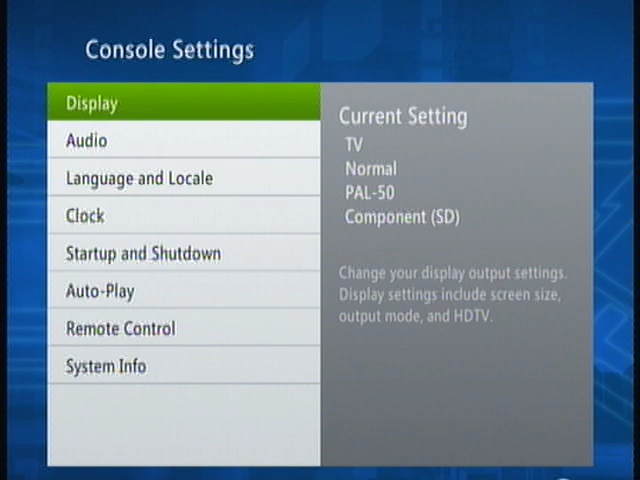 Console Settings
Display
Audio
Language and Locale
Clock
Startup and Shutdown
Auto-Play
Remote Control
System Info
Current Setting
TV
Normal
PAL-50
Component (SD)
Change your display output settings.
Display settings include screen size,
output mode, and HDTV.